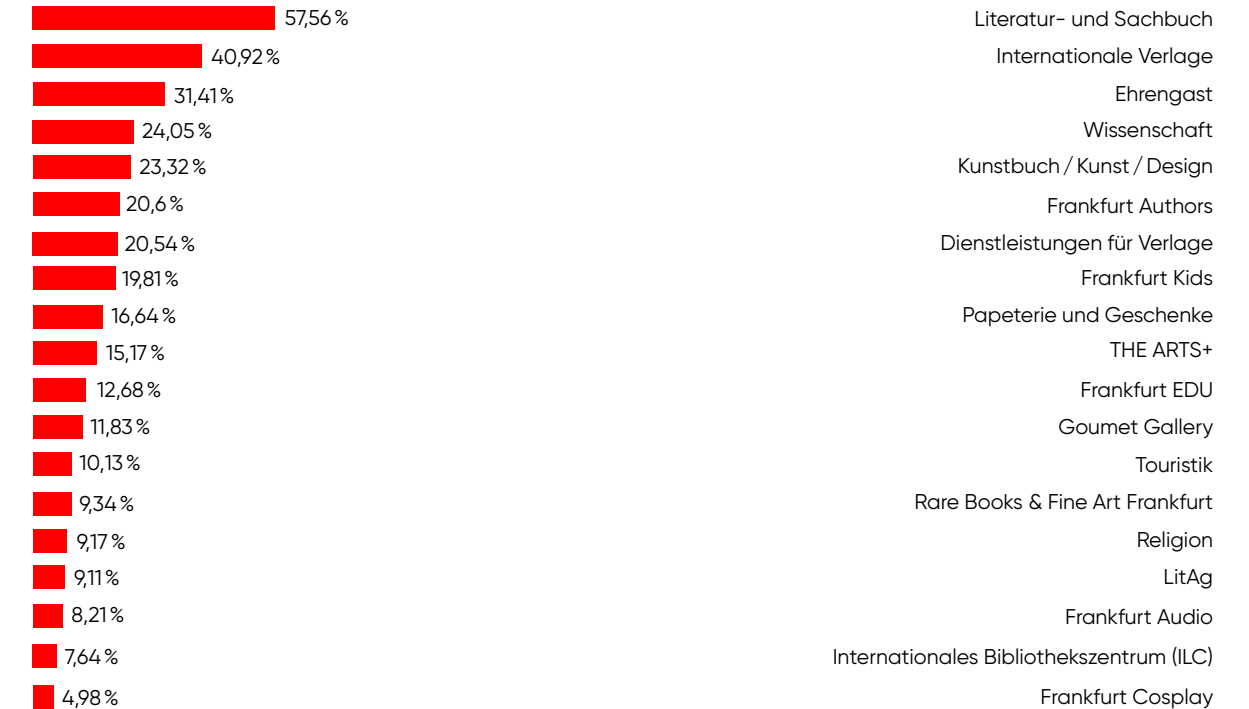 57,56 % Literatur- und Sachbuch
40,92 % Internationale Verlage
31,41 % Ehrengast
24,05 % Wissenschaft
23,32 % Kunstbuch / Kunst / Design
20,6 % Frankfurt Authors
20,54 % Dienstleistungen für Verlage
19,81 % Frankfurt Kids
16,64 % Papeterie und Geschenke
15,17 % THE ARTS+
12,68 % Frankfurt EDU
11,83 % Goumet Gallery
10,13 % Touristik
9,34 % Rare Books & Fine Art Frankfurt
9,17 % Religion
9,11 % LitAg
8,21 % Frankfurt Audio
7,64 % Internationales Bibliothekszentrum (ILC)
4,98 % Frankfurt Cosplay